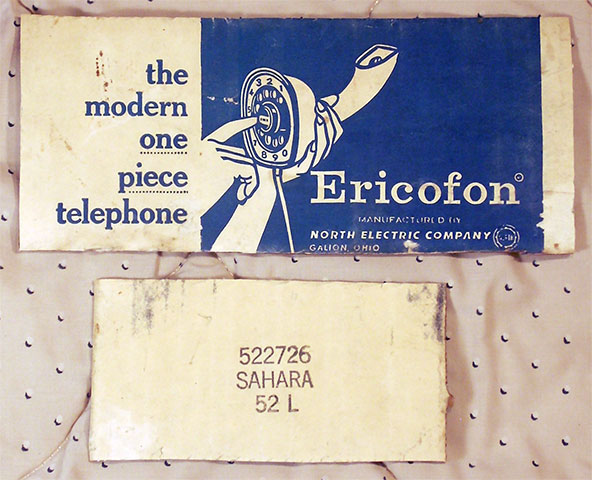 the
modern
one
piece
telephone
Ericofon
MANUFACTURED BY
NORTH ELECTRIC COMPANY
GALION, OHIO
522726
SAHARA
52 L